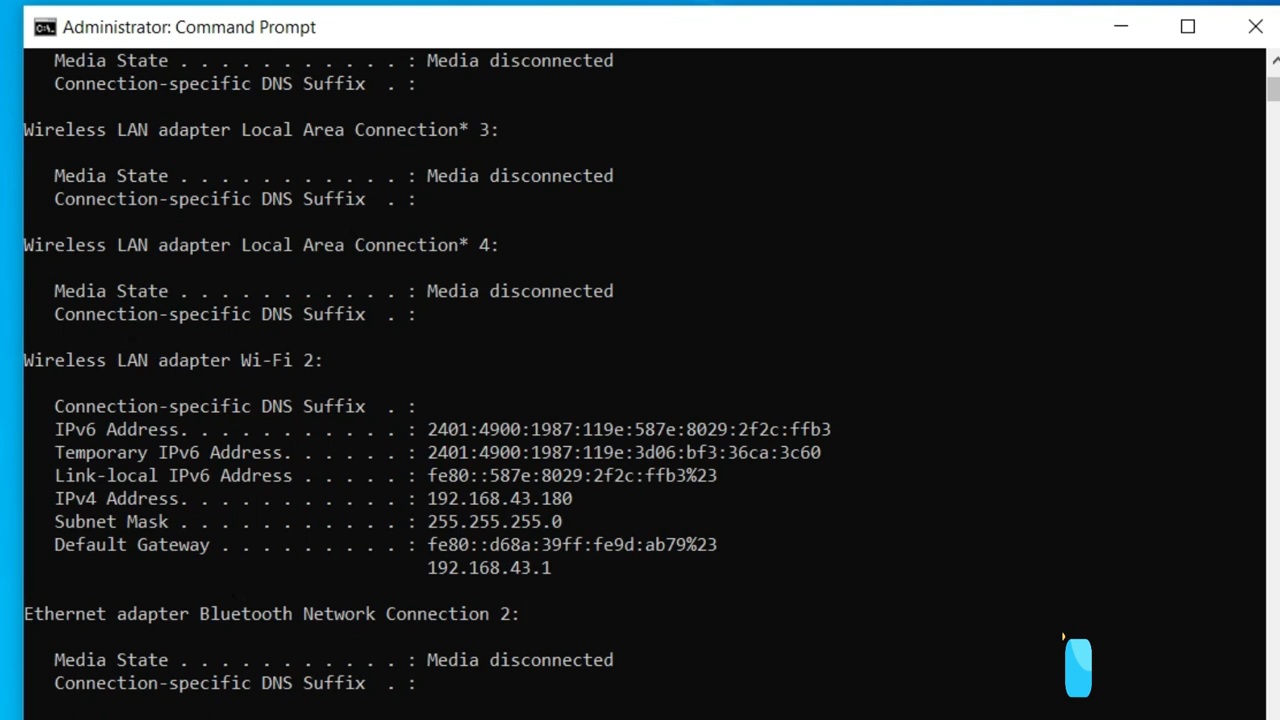 Administrator: Command Prompt
Media State . . . . . . . . . . . : Media disconnected
Connection-specific DNS Suffix  . :
Wireless LAN adapter Local Area Connection* 3:
Media State . . . . . . . . . . . : Media disconnected
Connection-specific DNS Suffix  . :
Wireless LAN adapter Local Area Connection* 4:
Media State . . . . . . . . . . . : Media disconnected
Connection-specific DNS Suffix  . :
Wireless LAN adapter Wi-Fi 2:
Connection-specific DNS Suffix  . :
IPv6 Address. . . . . . . . . . . : 2401:4900:1987:119e:587e:8029:2f2c:ffb3
Temporary IPv6 Address. . . . . . : 2401:4900:1987:119e:3d06:bf3:36ca:3c60
Link-local IPv6 Address . . . . . : fe80::587e:8029:2f2c:ffb3%23
IPv4 Address. . . . . . . . . . . : 192.168.43.180
Subnet Mask . . . . . . . . . . . : 255.255.255.0
Default Gateway . . . . . . . . . : fe80::d68a:39ff:fe9d:ab79%23
192.168.43.1
Ethernet adapter Bluetooth Network Connection 2:
Media State . . . . . . . . . . . : Media disconnected
Connection-specific DNS Suffix  . :